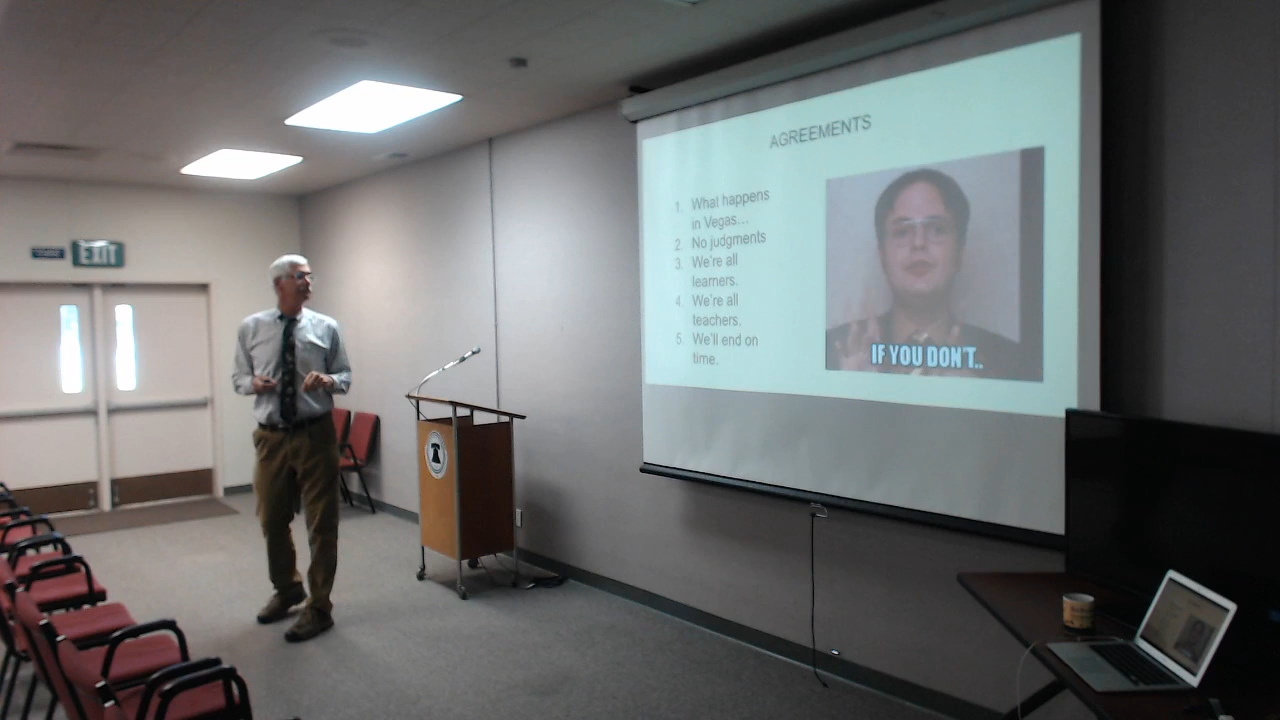 EXIT
AGREEMENTS
1. What happens
in Vegas...
2. No judgments
3. We're all
learners.
4. We're all
teachers.
5. We'll end on
time.
IF YOU DON'T..